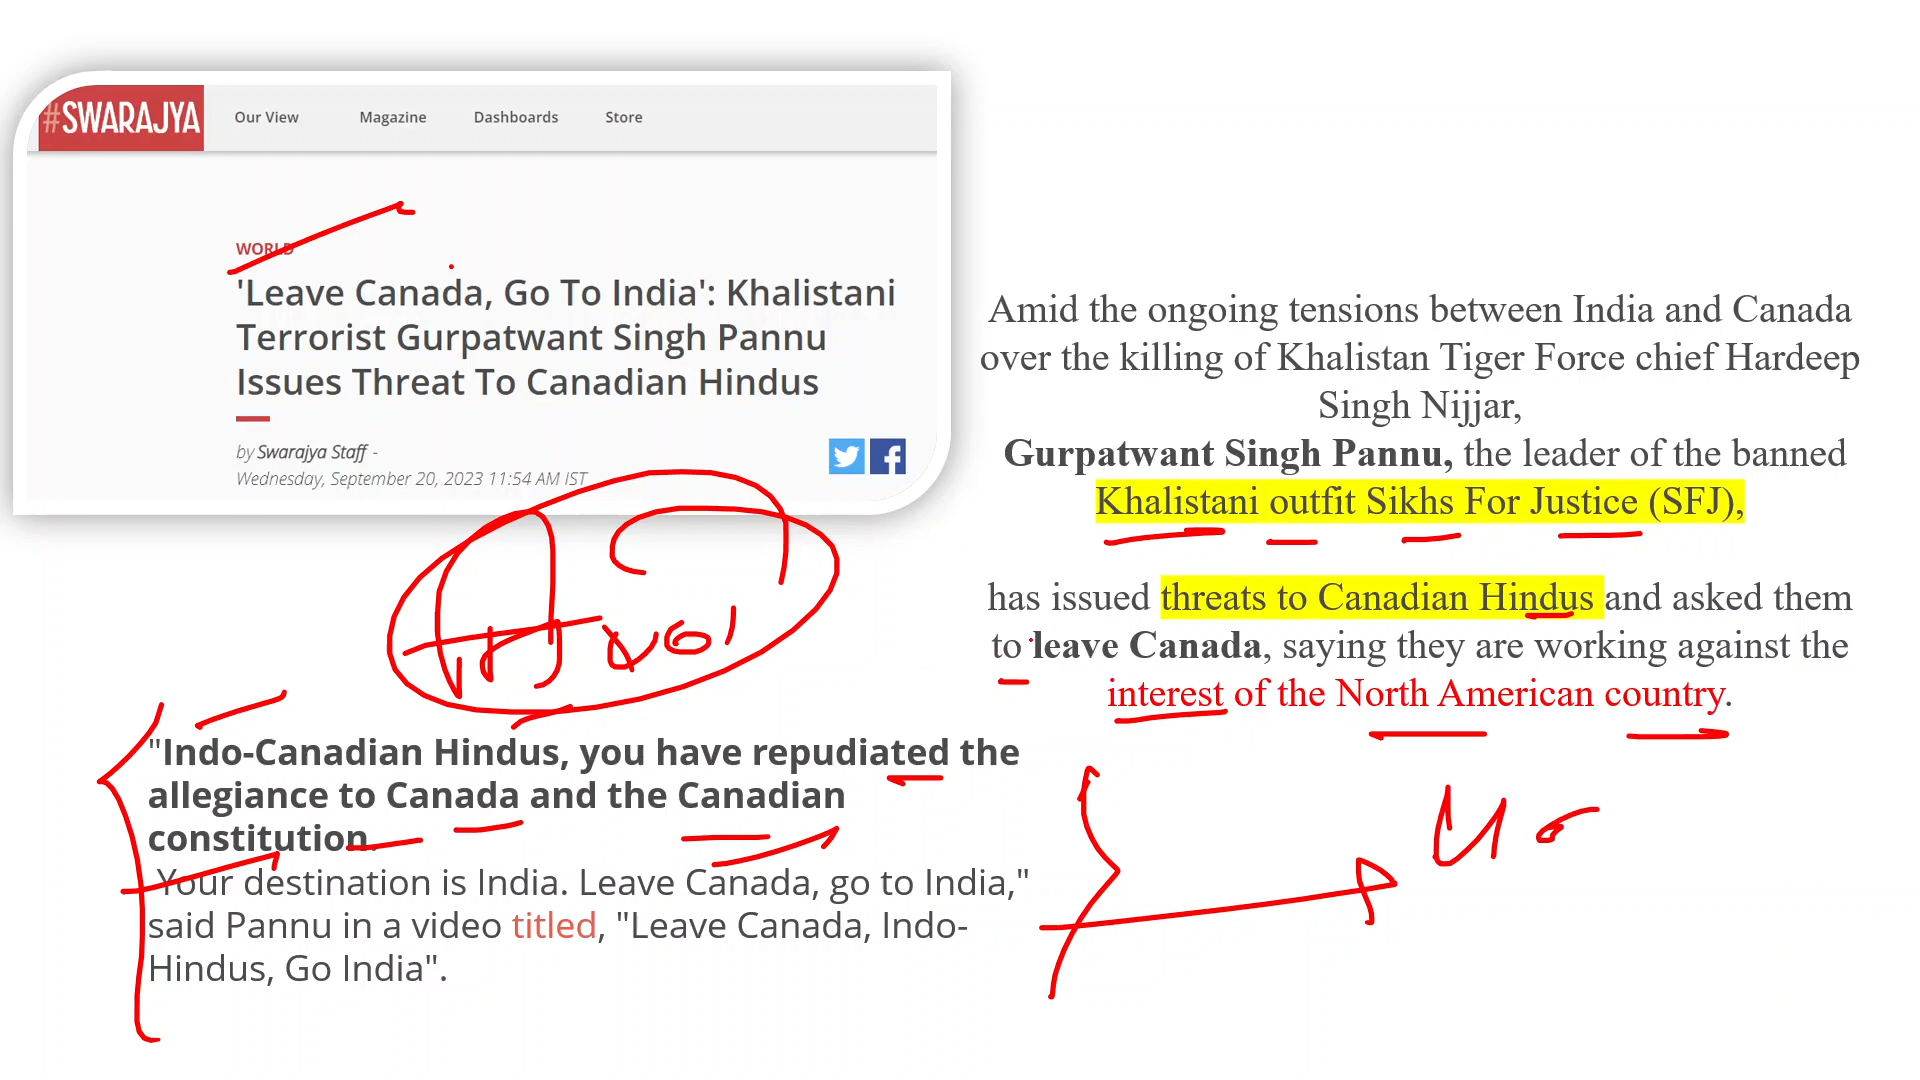 #SWARAJYA Our View Magazine Dashboards Store
WORLD
'Leave Canada, Go To India': Khalistani
Terrorist Gurpatwant Singh Pannu
Issues Threat To Canadian Hindus
by Swarajya Staff -
Wednesday, September 20, 2023 11:54 AM IST
Amid the ongoing tensions between India and Canada
over the killing of Khalistan Tiger Force chief Hardeep
Singh Nijjar,
Gurpatwant Singh Pannu, the leader of the banned
Khalistani outfit Sikhs For Justice (SFJ),
has issued threats to Canadian Hindus and asked them
to leave Canada, saying they are working against the
interest of the North American country.
"Indo-Canadian Hindus, you have repudiated the
allegiance to Canada and the Canadian
constitution.
Your destination is India. Leave Canada, go to India,"
said Pannu in a video titled, "Leave Canada, Indo-
Hindus, Go India".